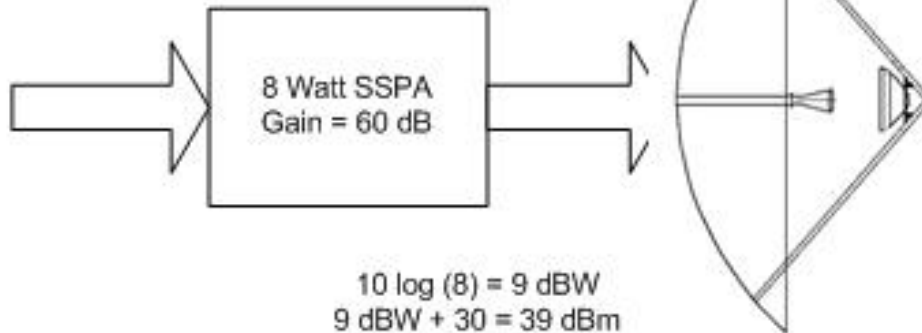 8 Watt SSPA
Gain = 60 dB
10 log (8) = 9 dBW
9 dBW + 30 = 39 dBm